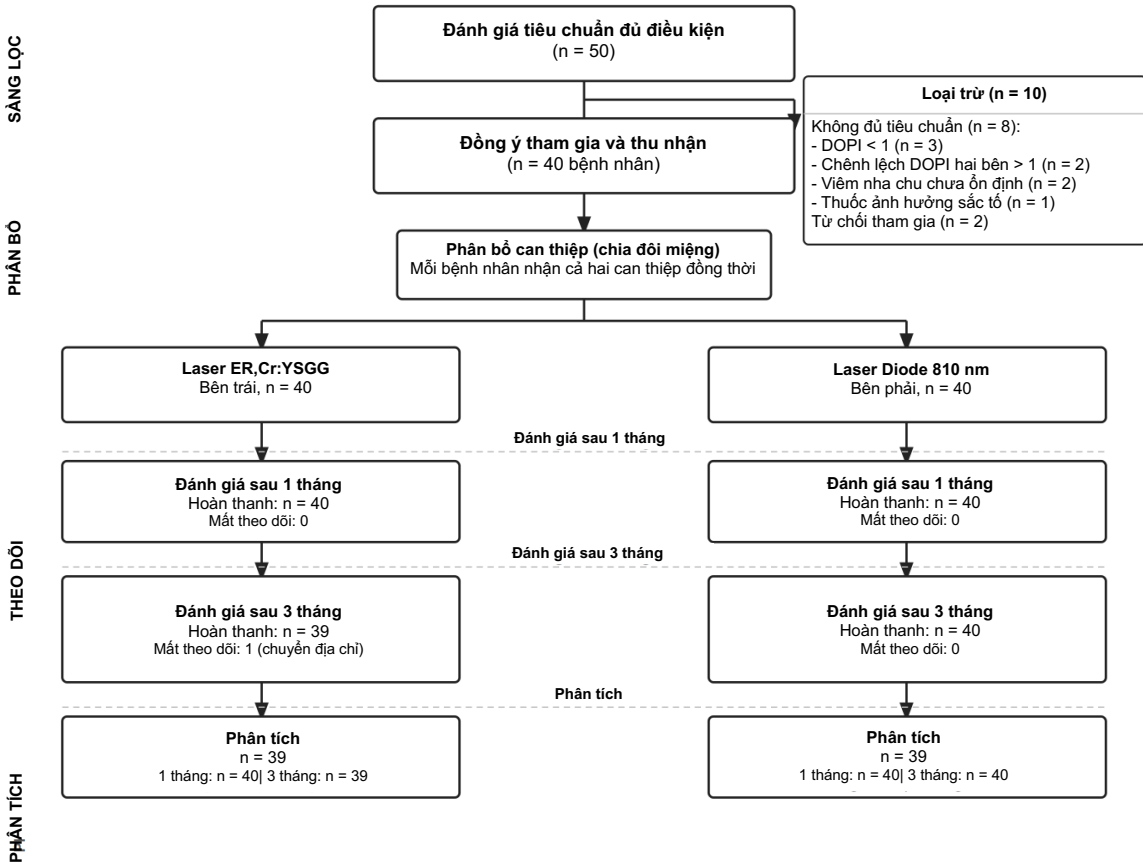 SÀNG LỌC
Đánh giá tiêu chuẩn đủ điều kiện
(n = 50)
Loại trừ (n = 10)
Không đủ tiêu chuẩn (n = 8):
- DOPI < 1 (n = 3)
- Chênh lệch DOPI hai bên > 1 (n = 2)
- Viêm nha chu chưa ổn định (n = 2)
- Thuốc ảnh hưởng sắc tố (n = 1)
Từ chối tham gia (n = 2)
Đồng ý tham gia và thu nhận
(n = 40 bệnh nhân)
PHÂN BỔ
Phân bổ can thiệp (chia đôi miệng)
Mỗi bệnh nhân nhận cả hai can thiệp đồng thời
Laser ER,Cr:YSGG
Bên trái, n = 40
Laser Diode 810 nm
Bên phải, n = 40
Đánh giá sau 1 tháng
THEO DÕI
Đánh giá sau 1 tháng
Hoàn thanh: n = 40
Mất theo dõi: 0
Đánh giá sau 1 tháng
Hoàn thanh: n = 40
Mất theo dõi: 0
Đánh giá sau 3 tháng
Đánh giá sau 3 tháng
Hoàn thanh: n = 39
Mất theo dõi: 1 (chuyển địa chỉ)
Đánh giá sau 3 tháng
Hoàn thanh: n = 40
Mất theo dõi: 0
Phân tích
PHÂN TÍCH
Phân tích
n = 39
1 tháng: n = 40| 3 tháng: n = 39
Phân tích
n = 39
1 tháng: n = 40| 3 tháng: n = 40